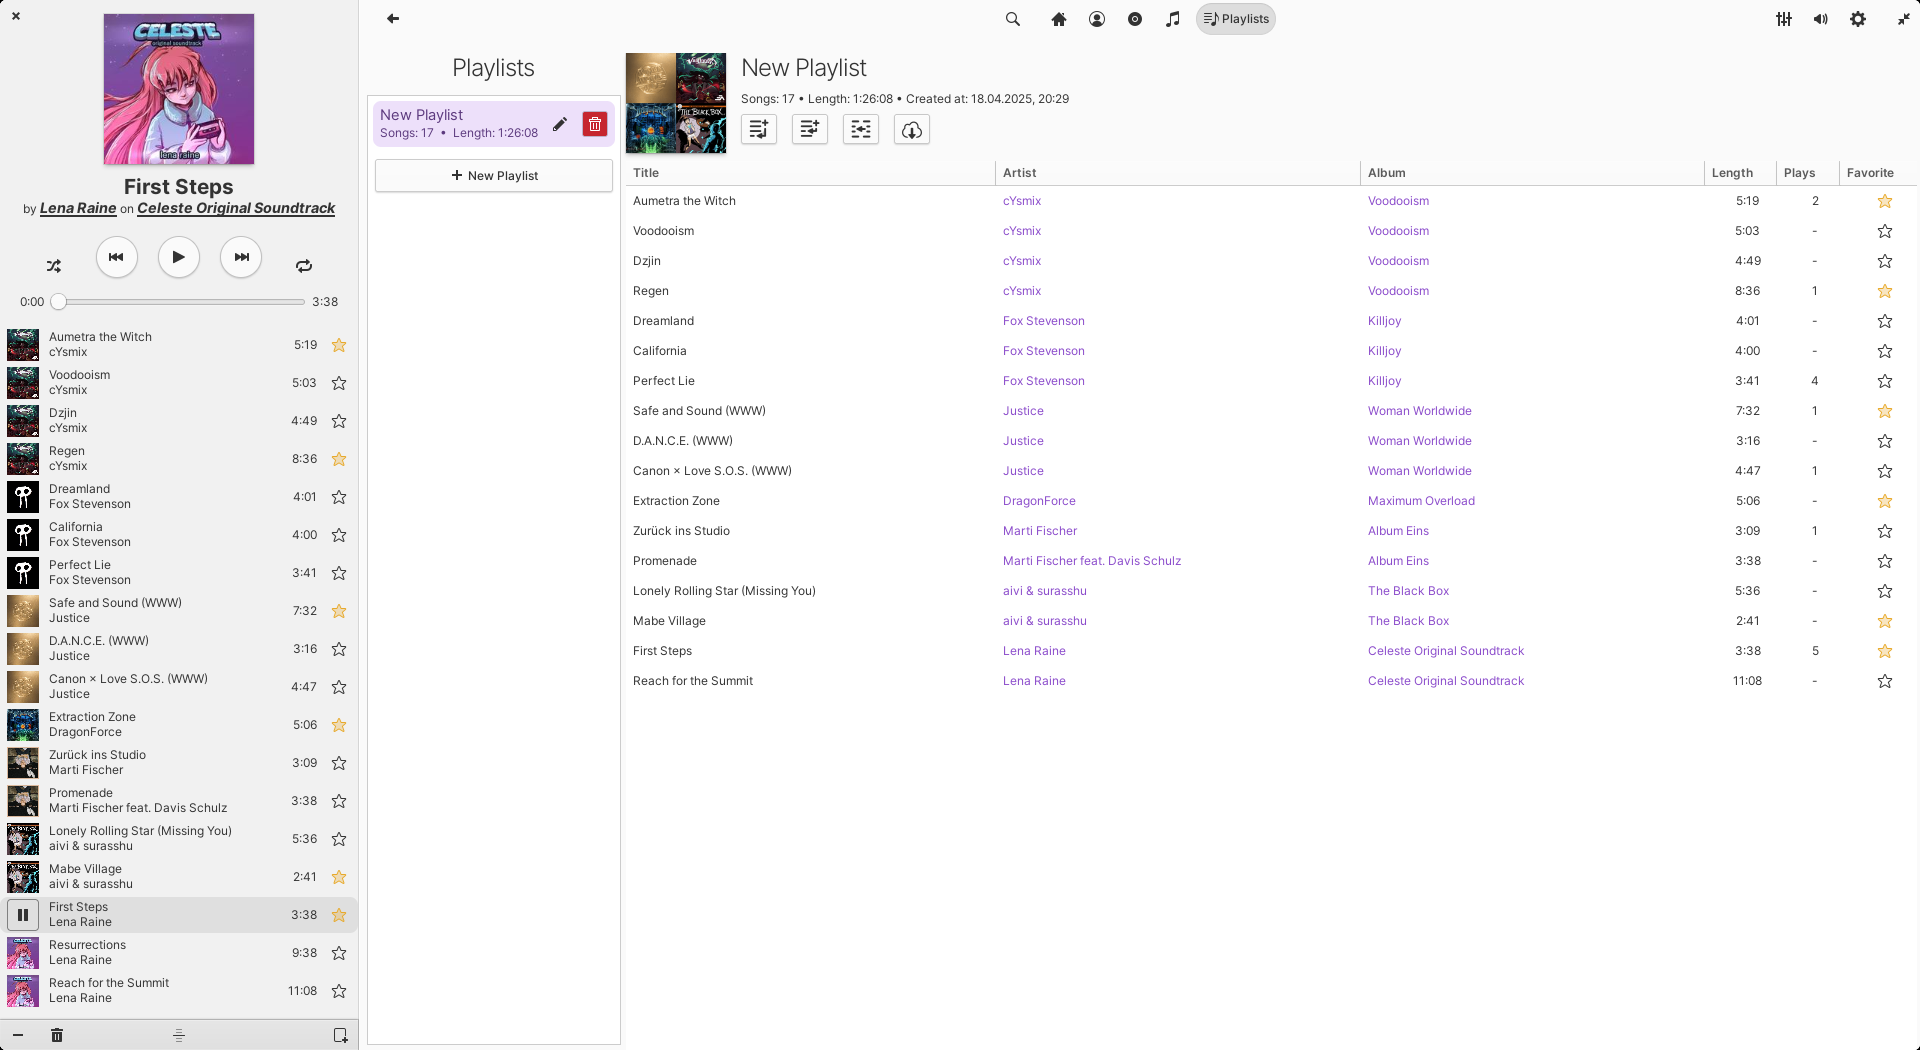 CELESTE
original soundtrack
lena raine
First Steps
by Lena Raine on Celeste Original Soundtrack
0:00 3:38
Aumetra the Witch
cYsmix
5:19
Voodooism
cYsmix
5:03
Dzjin
cYsmix
4:49
Regen
cYsmix
8:36
Dreamland
Fox Stevenson
4:01
California
Fox Stevenson
4:00
Perfect Lie
Fox Stevenson
3:41
Safe and Sound (WWW)
Justice
7:32
D.A.N.C.E. (WWW)
Justice
3:16
Canon × Love S.O.S. (WWW)
Justice
4:47
Extraction Zone
DragonForce
5:06
Zurück ins Studio
Marti Fischer
3:09
Promenade
Marti Fischer feat. Davis Schulz
3:38
Lonely Rolling Star (Missing You)
aivi & surasshu
5:36
Mabe Village
aivi & surasshu
2:41
First Steps
Lena Raine
3:38
Resurrections
Lena Raine
9:38
Reach for the Summit
Lena Raine
11:08
Playlists
Playlists
New Playlist
Songs: 17 • Length: 1:26:08
New Playlist
THE BLACK BOX
New Playlist
Songs: 17 • Length: 1:26:08 • Created at: 18.04.2025, 20:29
Title Artist Album Length Plays Favorite
Aumetra the Witch cYsmix Voodooism 5:19 2
Voodooism cYsmix Voodooism 5:03 -
Dzjin cYsmix Voodooism 4:49 -
Regen cYsmix Voodooism 8:36 1
Dreamland Fox Stevenson Killjoy 4:01 -
California Fox Stevenson Killjoy 4:00 -
Perfect Lie Fox Stevenson Killjoy 3:41 4
Safe and Sound (WWW) Justice Woman Worldwide 7:32 1
D.A.N.C.E. (WWW) Justice Woman Worldwide 3:16 -
Canon × Love S.O.S. (WWW) Justice Woman Worldwide 4:47 1
Extraction Zone DragonForce Maximum Overload 5:06 -
Zurück ins Studio Marti Fischer Album Eins 3:09 1
Promenade Marti Fischer feat. Davis Schulz Album Eins 3:38 -
Lonely Rolling Star (Missing You) aivi & surasshu The Black Box 5:36 -
Mabe Village aivi & surasshu The Black Box 2:41 -
First Steps Lena Raine Celeste Original Soundtrack 3:38 5
Reach for the Summit Lena Raine Celeste Original Soundtrack 11:08 -